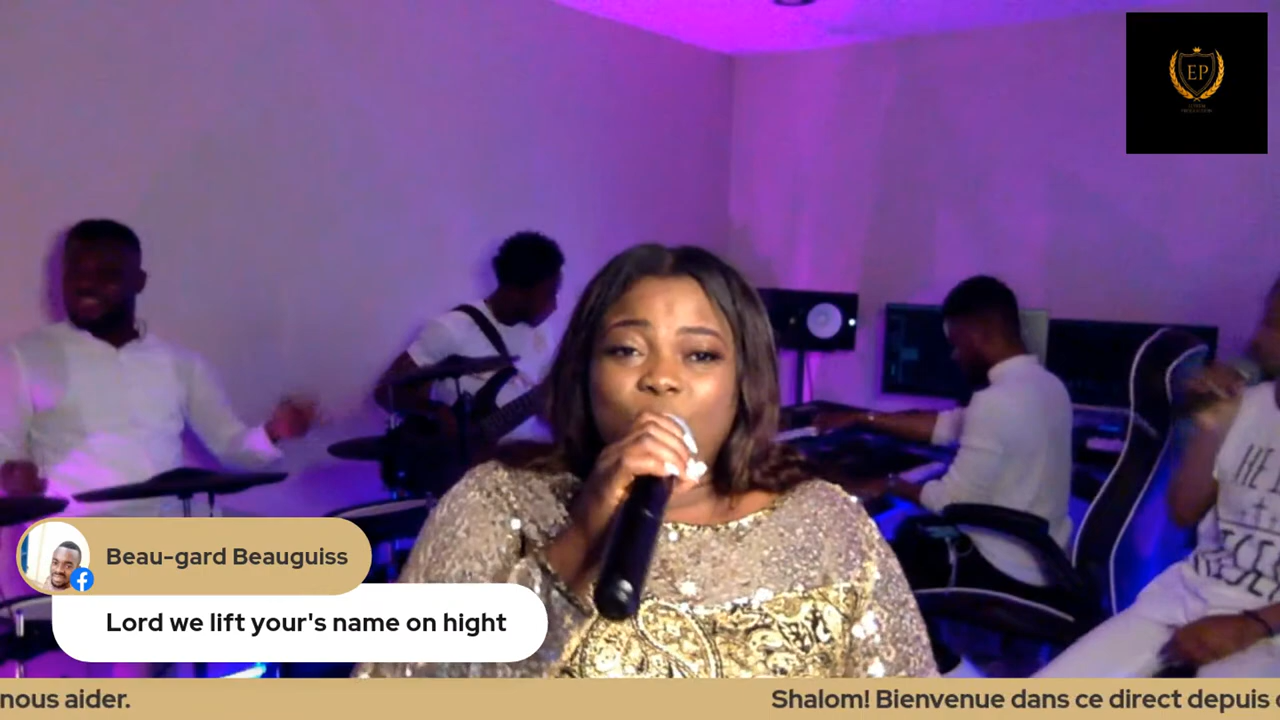 EP
HE I
Beau-gard Beauguiss
Lord we lift your's name on hight
nous aider.
Shalom! Bienvenue dans ce direct depuis